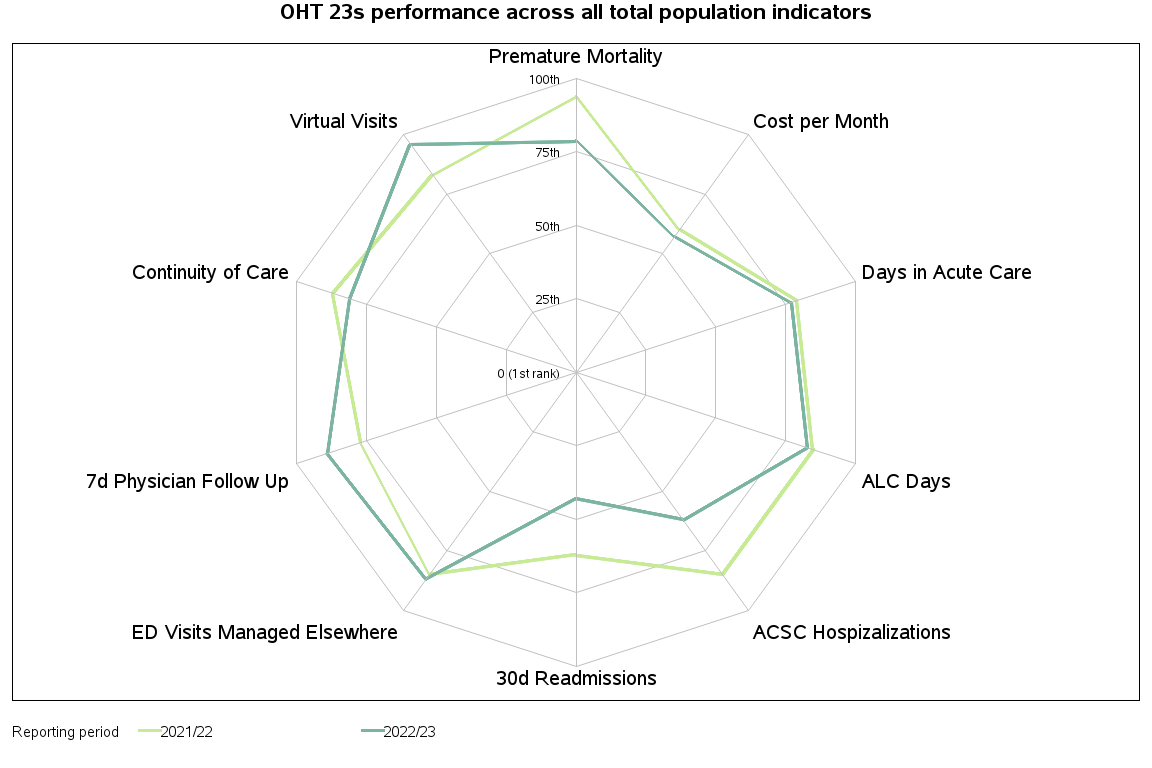 OHT 23s performance across all total population indicators
Premature Mortality
100th
Virtual Visits
Cost per Month
75th
50th
Continuity of Care
Days in Acute Care
25th
0 (1st rank)
7d Physician Follow Up
ALC Days
ED Visits Managed Elsewhere
ACSC Hospizalizations
30d Readmissions
Reporting period 2021/22 2022/23